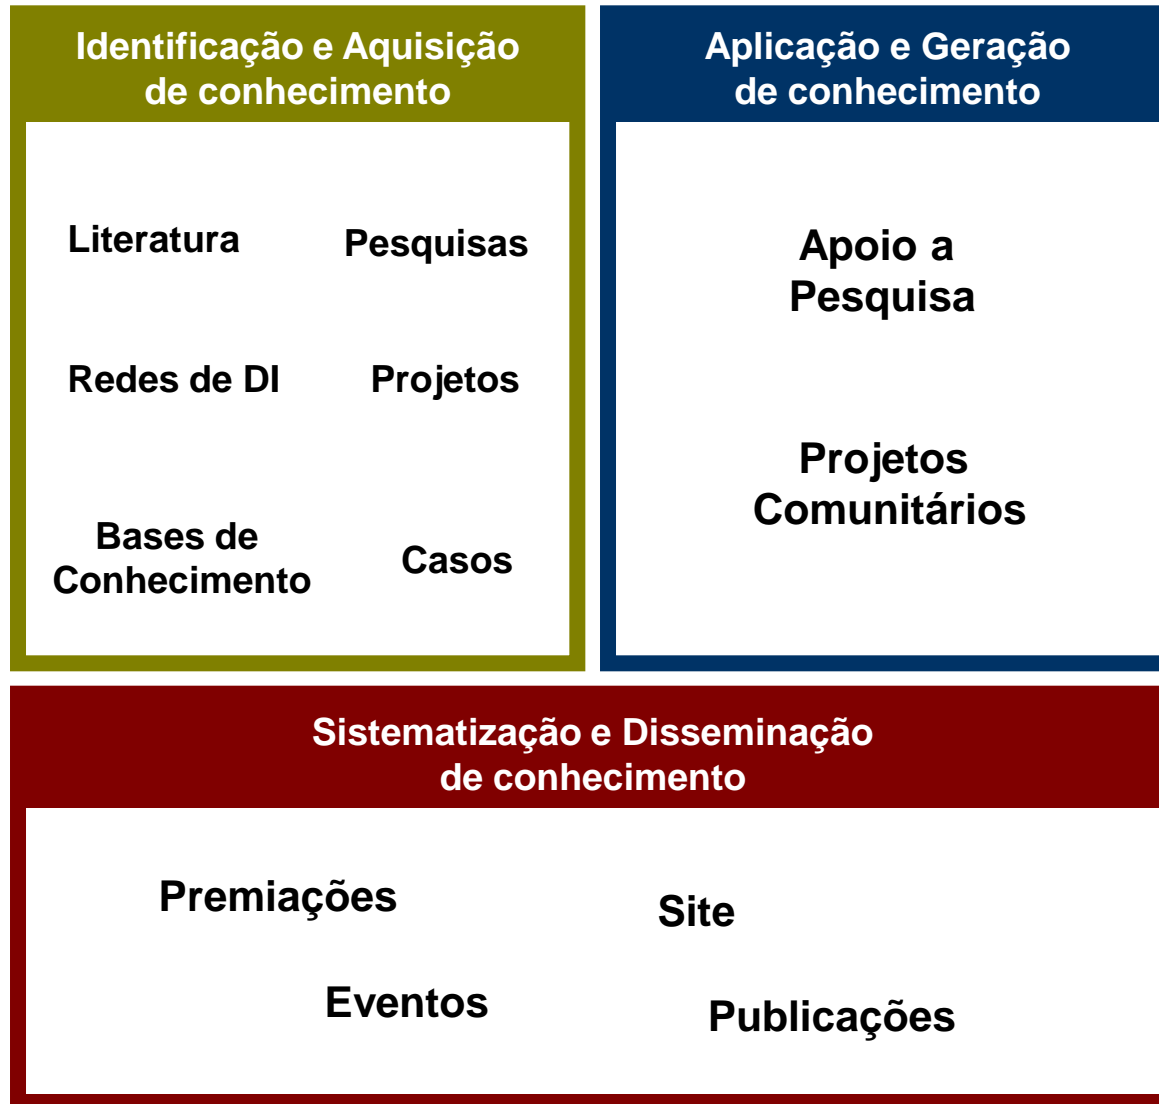 Identificação e Aquisição
de conhecimento
Literatura
Pesquisas
Redes de DI
Projetos
Bases de
Conhecimento
Casos
Aplicação e Geração
de conhecimento
Apoio a
Pesquisa
Projetos
Comunitários
Sistematização e Disseminação
de conhecimento
Premiações
Site
Eventos
Publicações